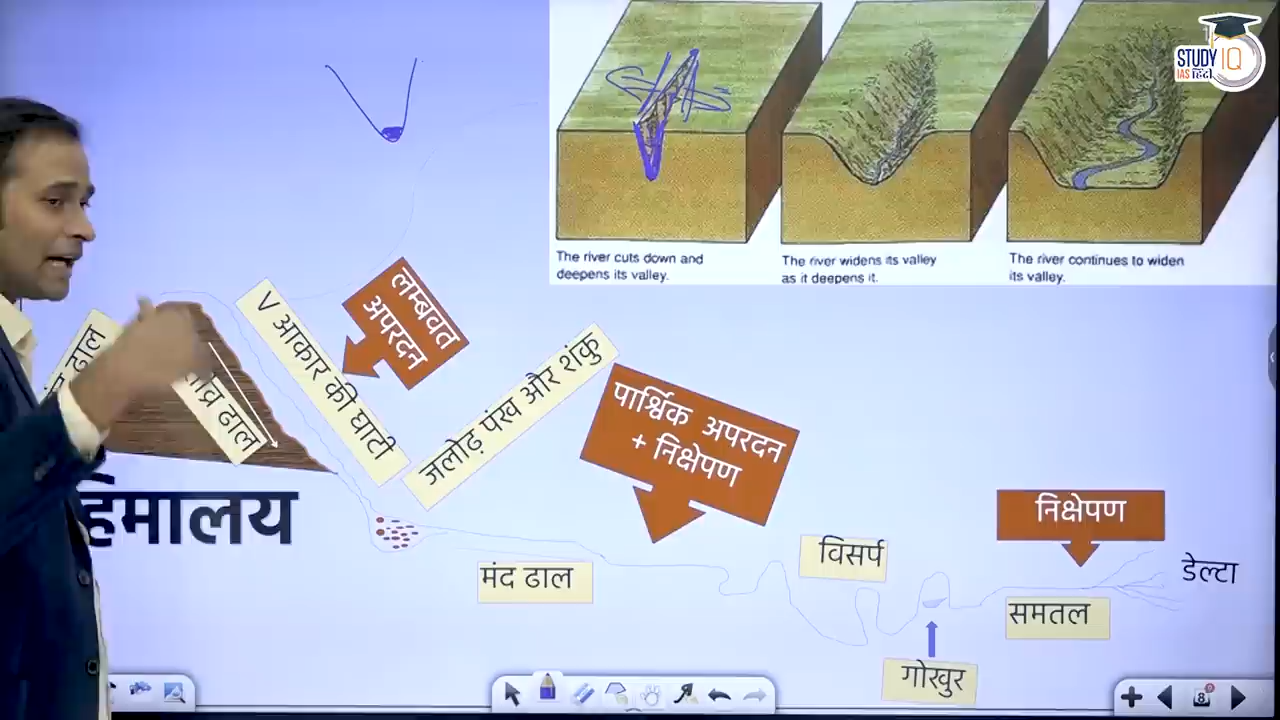 STUDY IQ
IAS हिंदी
The river cuts down and
deepens its valley.
The river widens its valley
as it deepens it.
The river continues to widen
its valley.
ढाल
ढाल
V आकार की घाटी
लम्बवत
अपरदन
जलोढ़ पंख और शंकु
पार्श्विक अपरदन
+ निक्षेपण
हिमालय
मंद ढाल
विसर्प
गोखुर
निक्षेपण
समतल
डेल्टा
8